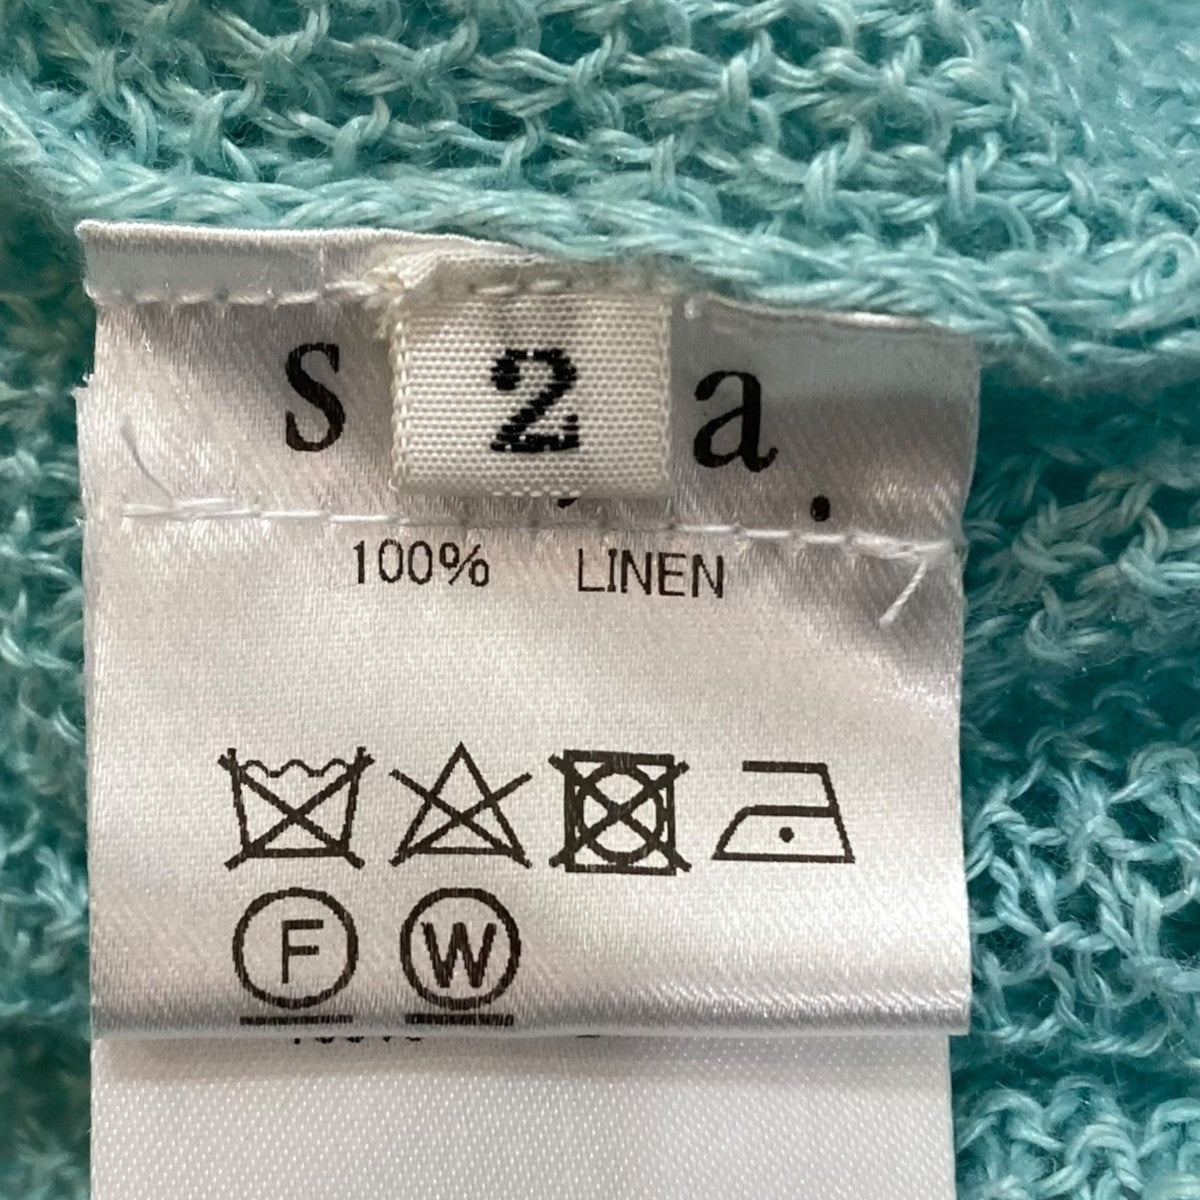 s 2 a .
100% LINEN
F W